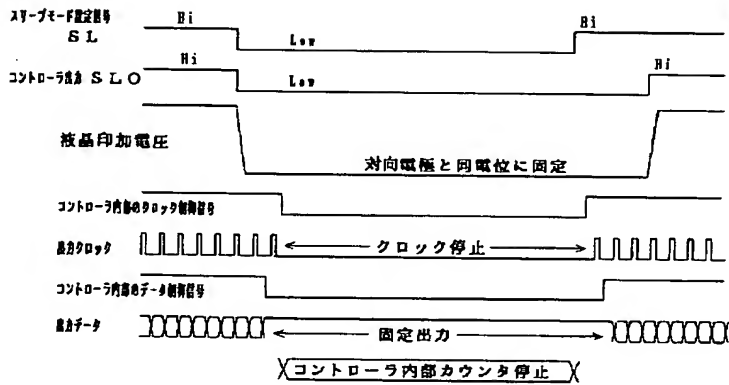 スリープモード設定信号
SL
Hi
Low
Hi
コントローラ出力 SLO
Hi
Low
Hi
液晶印加電圧
対向電極と同電位に固定
コントローラ内部のクロック制御信号
出力クロック
クロック停止
コントローラ内部のデータ制御信号
出力データ
固定出力
コントローラ内部カウンタ停止